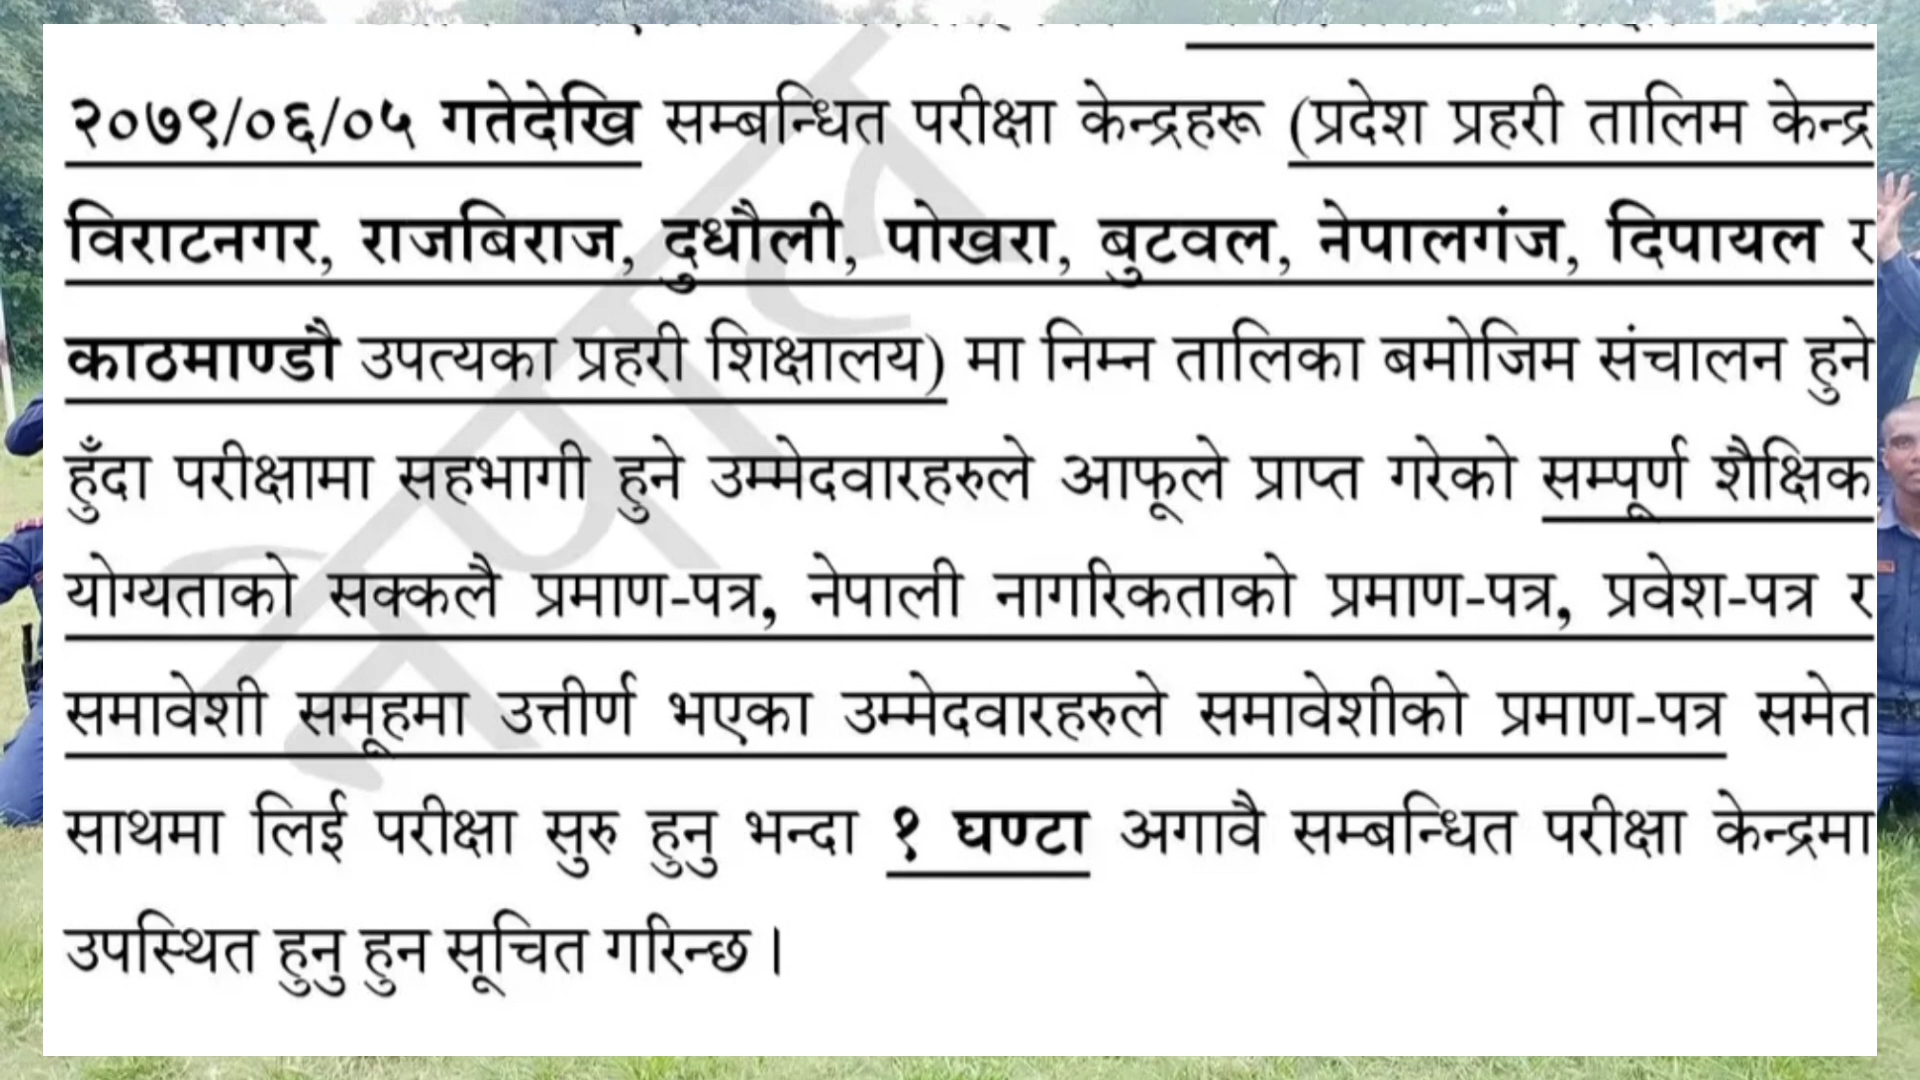 २०७९/०६/०५ गतेदेखि सम्बन्धित परीक्षा केन्द्रहरू (प्रदेश प्रहरी तालिम केन्द्र
विराटनगर, राजबिराज, दुधौली, पोखरा, बुटवल, नेपालगंज, दिपायल र
काठमाण्डौ उपत्यका प्रहरी शिक्षालय) मा निम्न तालिका बमोजिम संचालन हुने
हुँदा परीक्षामा सहभागी हुने उम्मेदवारहरुले आफूले प्राप्त गरेको सम्पूर्ण शैक्षिक
योग्यताको सक्कलै प्रमाण-पत्र, नेपाली नागरिकताको प्रमाण-पत्र, प्रवेश-पत्र र
समावेशी समूहमा उत्तीर्ण भएका उम्मेदवारहरुले समावेशीको प्रमाण-पत्र समेत
साथमा लिई परीक्षा सुरु हुनु भन्दा १ घण्टा अगावै सम्बन्धित परीक्षा केन्द्रमा
उपस्थित हुनु हुन सूचित गरिन्छ।